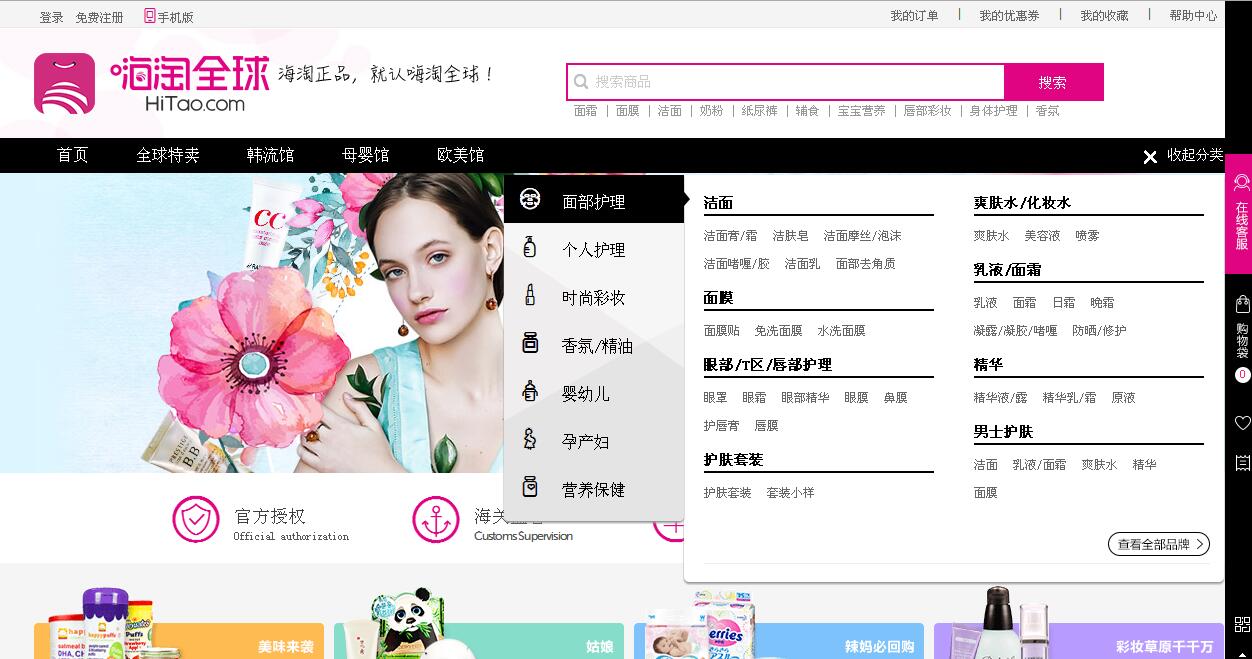 登录 免费注册 手机版 我的订单 我的优惠券 我的收藏 帮助中心
嗨淘全球
HiTao.com
海淘正品，就认嗨淘全球！
搜索商品 搜索
面霜 面膜 洁面 奶粉 纸尿裤 辅食 宝宝营养 唇部彩妆 身体护理 香氛
首页 全球特卖 韩流馆 母婴馆 欧美馆 收起分类
面部护理
个人护理
时尚彩妆
香氛/精油
婴幼儿
孕产妇
营养保健
洁面
洁面膏/霜 洁肤皂 洁面摩丝/泡沫
洁面啫喱/胶 洁面乳 面部去角质
面膜
面膜贴 免洗面膜 水洗面膜
眼部/T区/唇部护理
眼罩 眼霜 眼部精华 眼膜 鼻膜
护唇膏 唇膜
护肤套装
护肤套装 套装小样
爽肤水/化妆水
爽肤水 美容液 喷雾
乳液/面霜
乳液 面霜 日霜 晚霜
凝露/凝胶/啫喱 防晒/修护
精华
精华液/露 精华乳/霜 原液
男士护肤
洁面 乳液/面霜 爽肤水 精华
面膜
查看全部品牌
在线客服
购物袋
0
CC
PRESTIGE
B.B
官方授权
Official authorization
海关
Customs Supervision
美味来袭
姑娘
辣妈必回购
彩妆草原千千万
happy
oatmeal
DHA, C
Puffs
erries